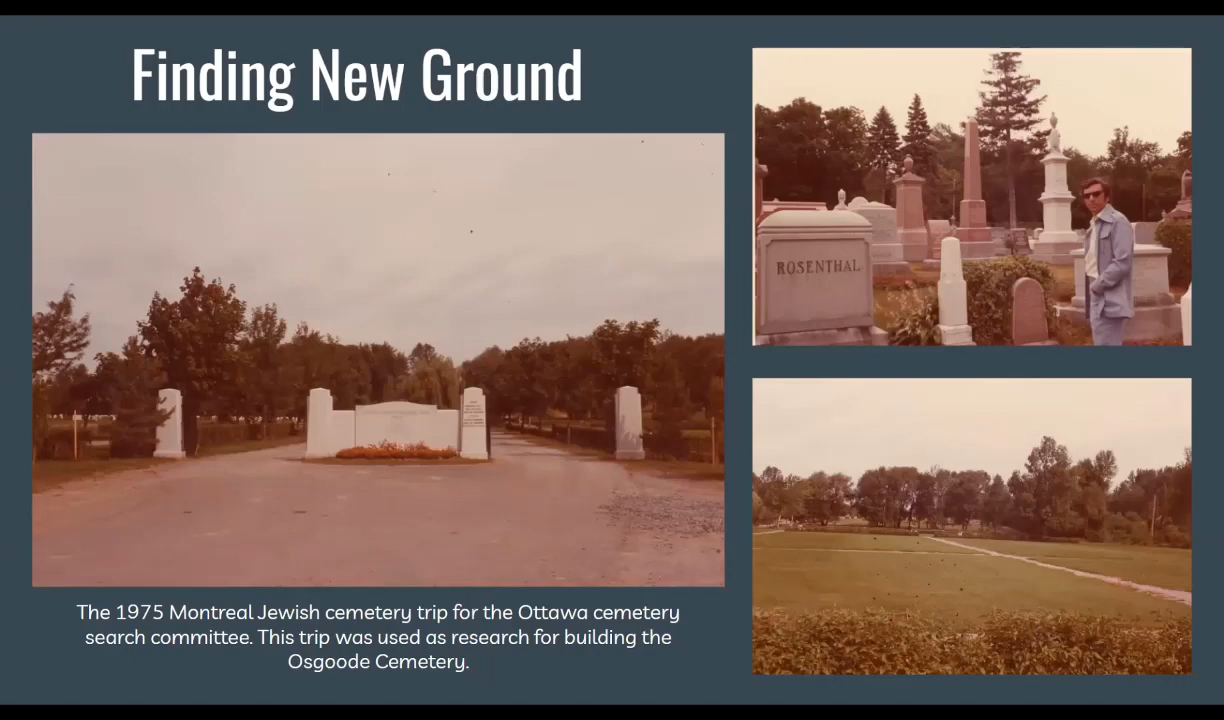 Finding New Ground
ROSENTHAL
The 1975 Montreal Jewish cemetery trip for the Ottawa cemetery
search committee. This trip was used as research for building the
Osgoode Cemetery.